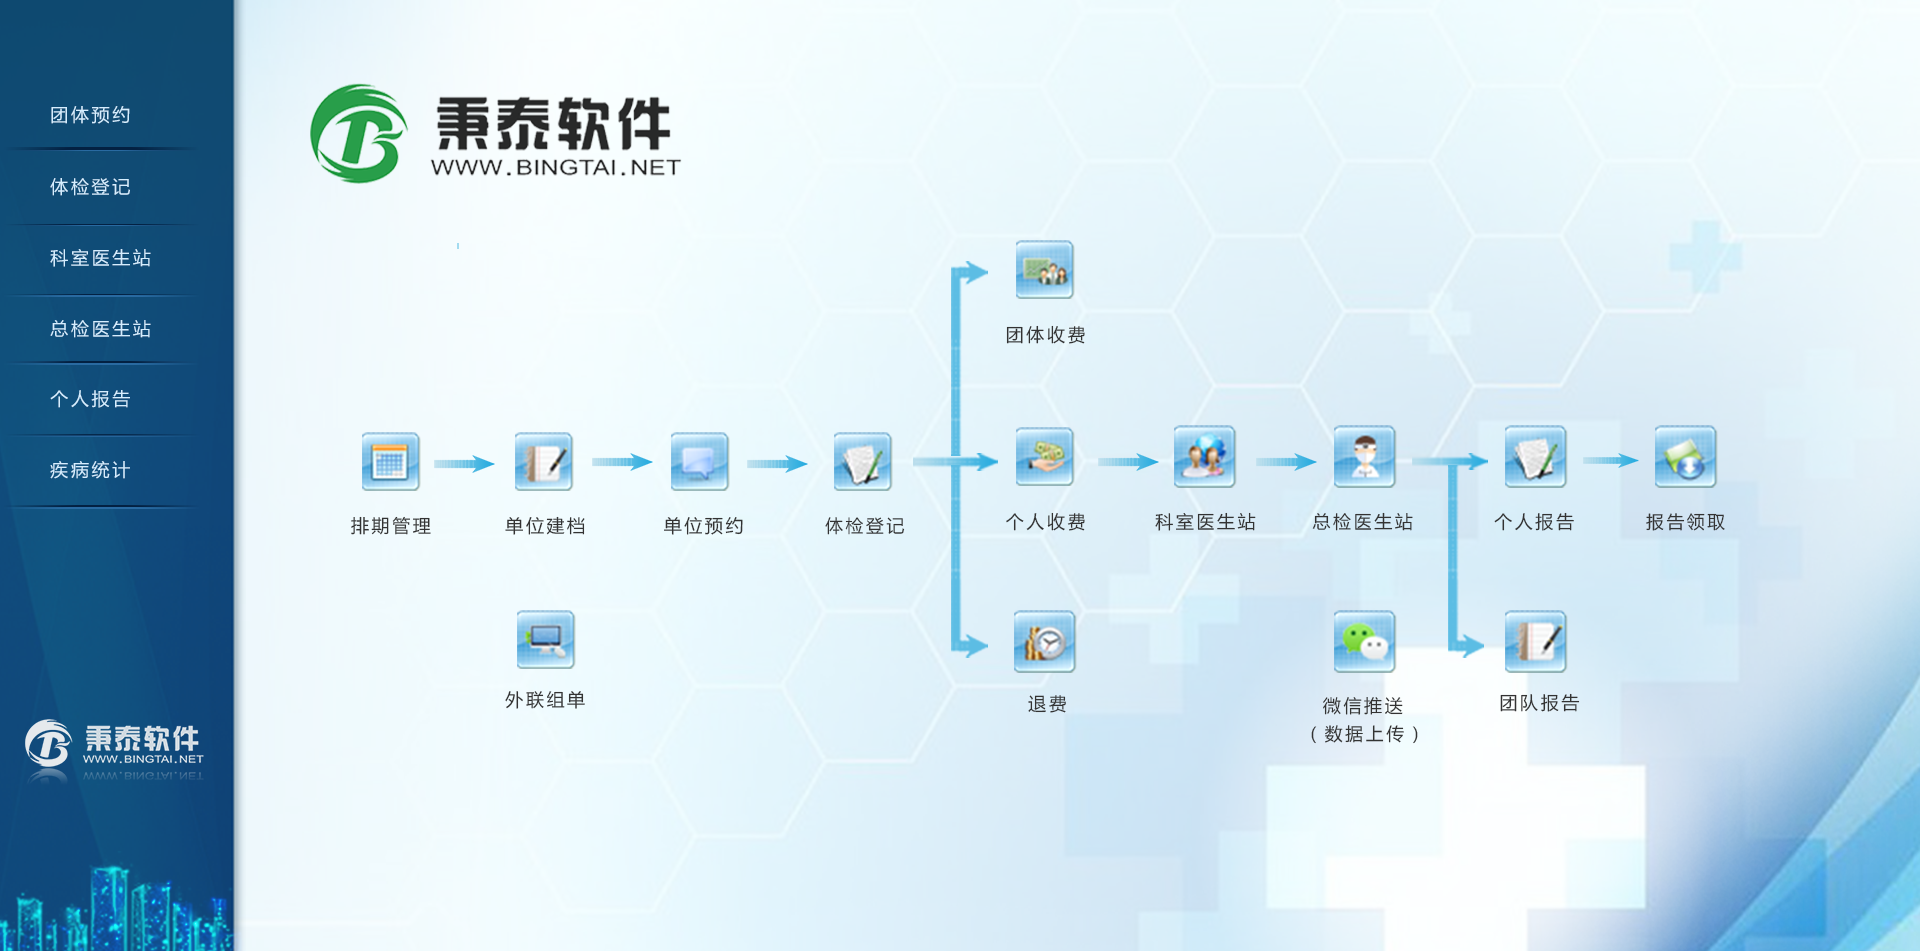 团体预约
体检登记
科室医生站
总检医生站
个人报告
疾病统计
秉泰软件
WWW.BINGTAI.NET
秉泰软件
WWW.BINGTAI.NET
团体收费
排期管理
单位建档
单位预约
体检登记
个人收费
科室医生站
总检医生站
个人报告
报告领取
外联组单
退费
微信推送
（数据上传）
团队报告